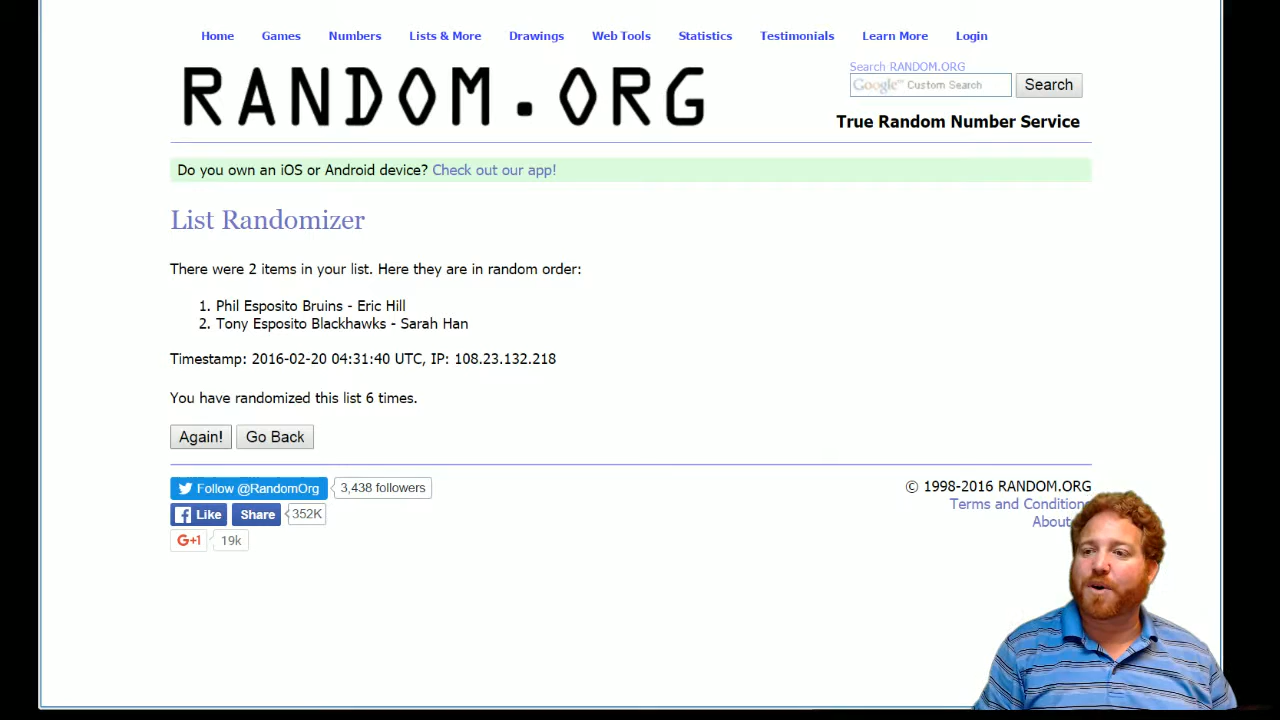 Home Games Numbers Lists & More Drawings Web Tools Statistics Testimonials Learn More Login
RANDOM.ORG
Search RANDOM.ORG
Google™ Custom Search Search
True Random Number Service
Do you own an iOS or Android device? Check out our app!
List Randomizer
There were 2 items in your list. Here they are in random order:
1. Phil Esposito Bruins - Eric Hill
2. Tony Esposito Blackhawks - Sarah Han
Timestamp: 2016-02-20 04:31:40 UTC, IP: 108.23.132.218
You have randomized this list 6 times.
Again! Go Back
Follow @RandomOrg 3,438 followers
Like Share 352K
G+1 19k
© 1998-2016 RANDOM.ORG
Terms and Condition
About